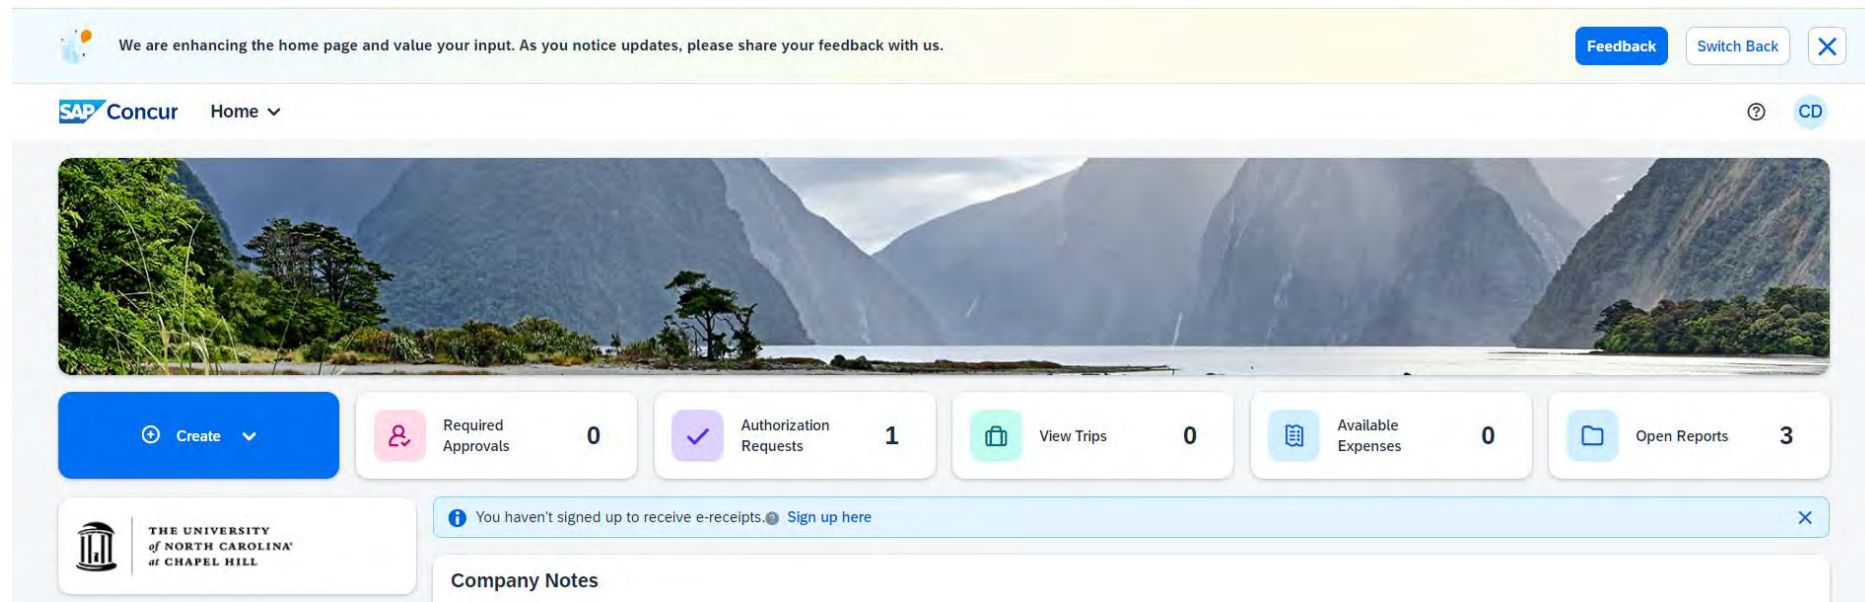 We are enhancing the home page and value your input. As you notice updates, please share your feedback with us.
Feedback
Switch Back
SAP Concur
Home
CD
Create
Required
Approvals
0
Authorization
Requests
1
View Trips
0
Available
Expenses
0
Open Reports
3
THE UNIVERSITY
of NORTH CAROLINA
at CHAPEL HILL
You haven't signed up to receive e-receipts. Sign up here
Company Notes